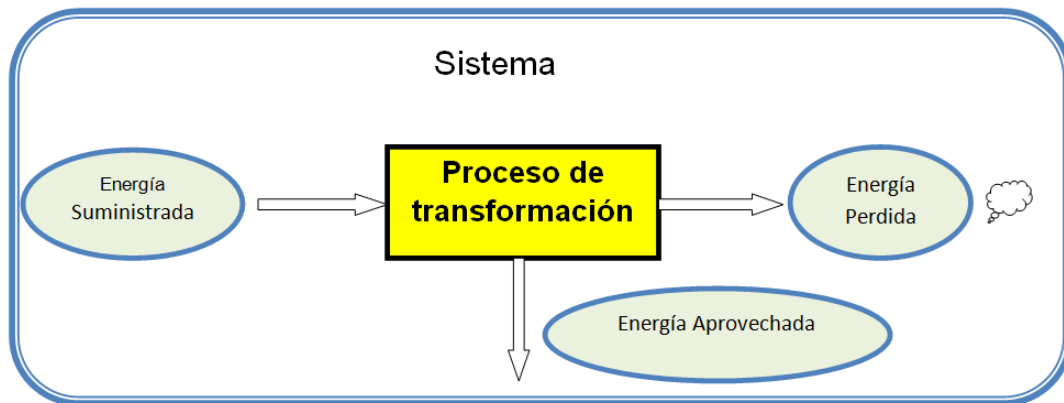 Sistema
Energía
Suministrada
Proceso de
transformación
Energía
Perdida
Energía Aprovechada